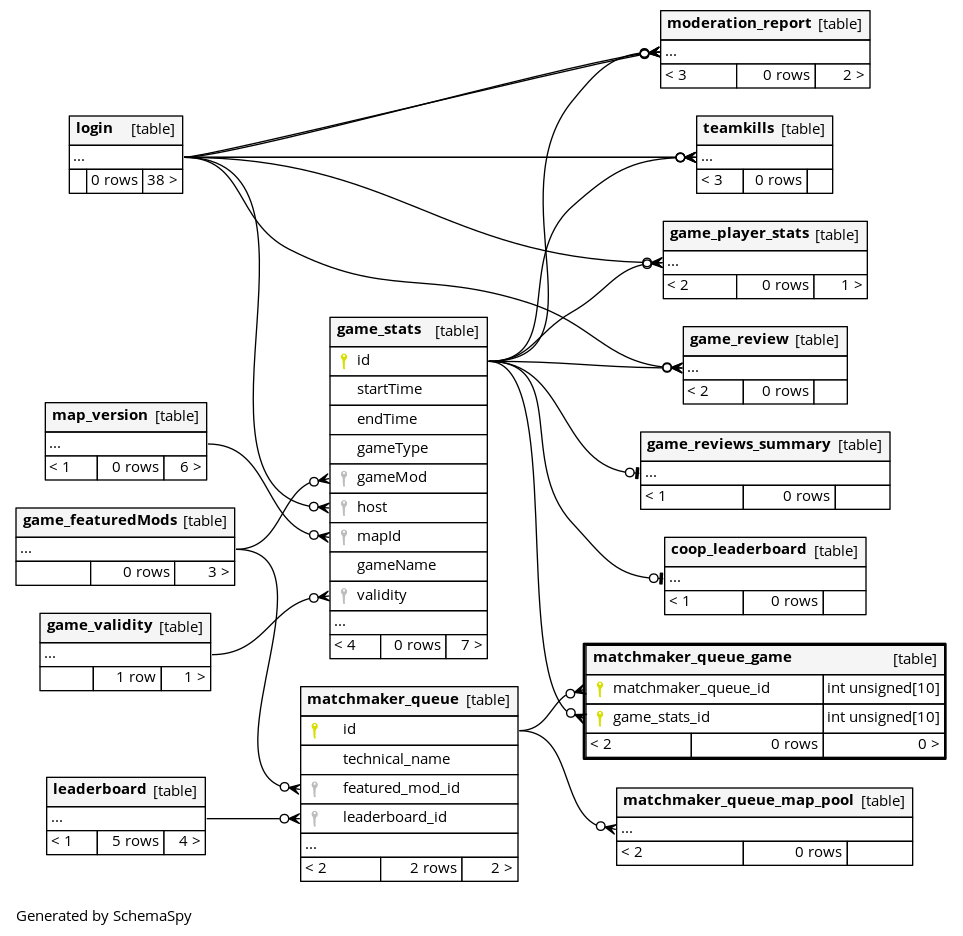 moderation_report [table]
...
< 3 0 rows 2 >
login [table]
...
0 rows 38 >
teamkills [table]
...
< 3 0 rows
game_player_stats [table]
...
< 2 0 rows 1 >
game_stats [table]
id
startTime
endTime
gameType
gameMod
host
mapId
gameName
validity
...
< 4 0 rows 7 >
game_review [table]
...
< 2 0 rows
map_version [table]
...
< 1 0 rows 6 >
game_reviews_summary [table]
...
< 1 0 rows
game_featuredMods [table]
...
0 rows 3 >
coop_leaderboard [table]
...
< 1 0 rows
game_validity [table]
...
1 row 1 >
matchmaker_queue_game [table]
matchmaker_queue_id int unsigned[10]
game_stats_id int unsigned[10]
< 2 0 rows 0 >
matchmaker_queue [table]
id
technical_name
featured_mod_id
leaderboard_id
...
< 2 2 rows 2 >
leaderboard [table]
...
< 1 5 rows 4 >
matchmaker_queue_map_pool [table]
...
< 2 0 rows
Generated by SchemaSpy